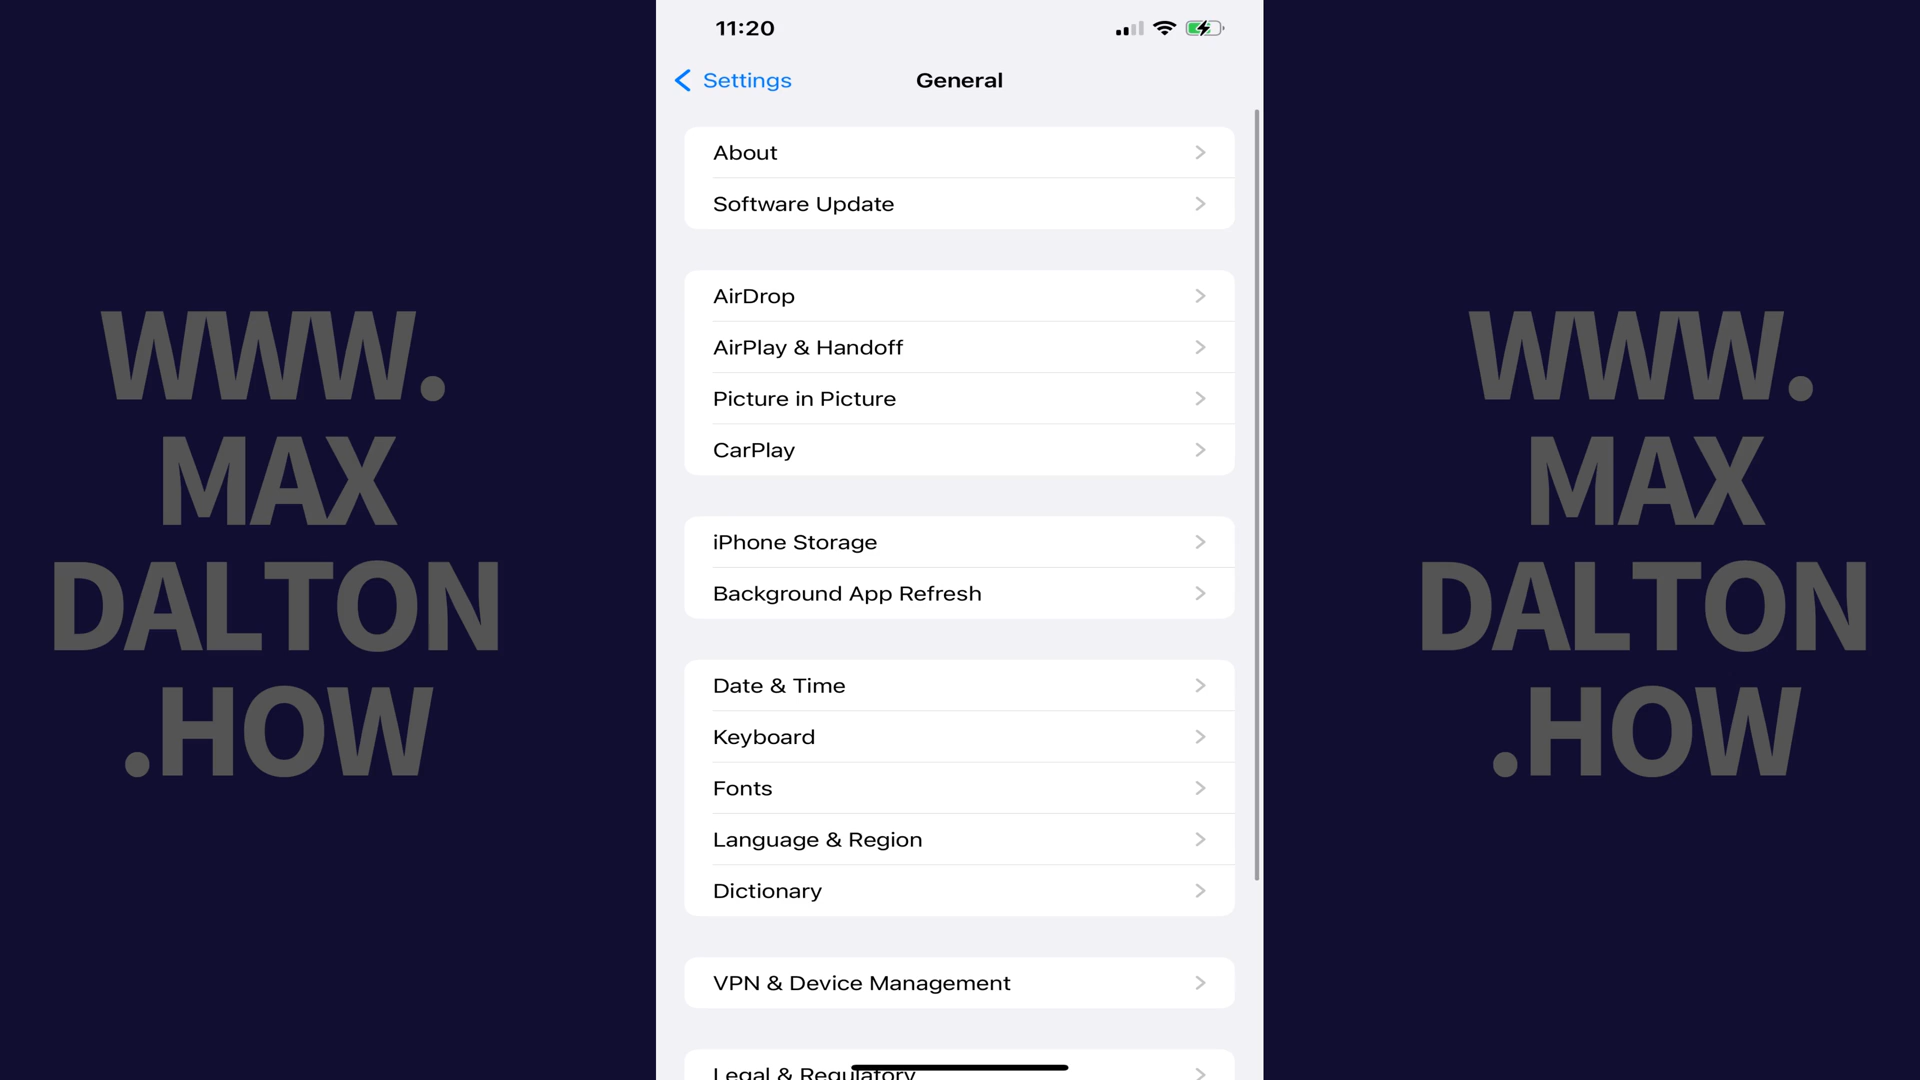 WWW.
MAX
DALTON
.HOW
11:20
Settings
General
About
Software Update
AirDrop
AirPlay & Handoff
Picture in Picture
CarPlay
iPhone Storage
Background App Refresh
Date & Time
Keyboard
Fonts
Language & Region
Dictionary
VPN & Device Management
Legal & Regulatory
WWW.
MAX
DALTON
.HOW